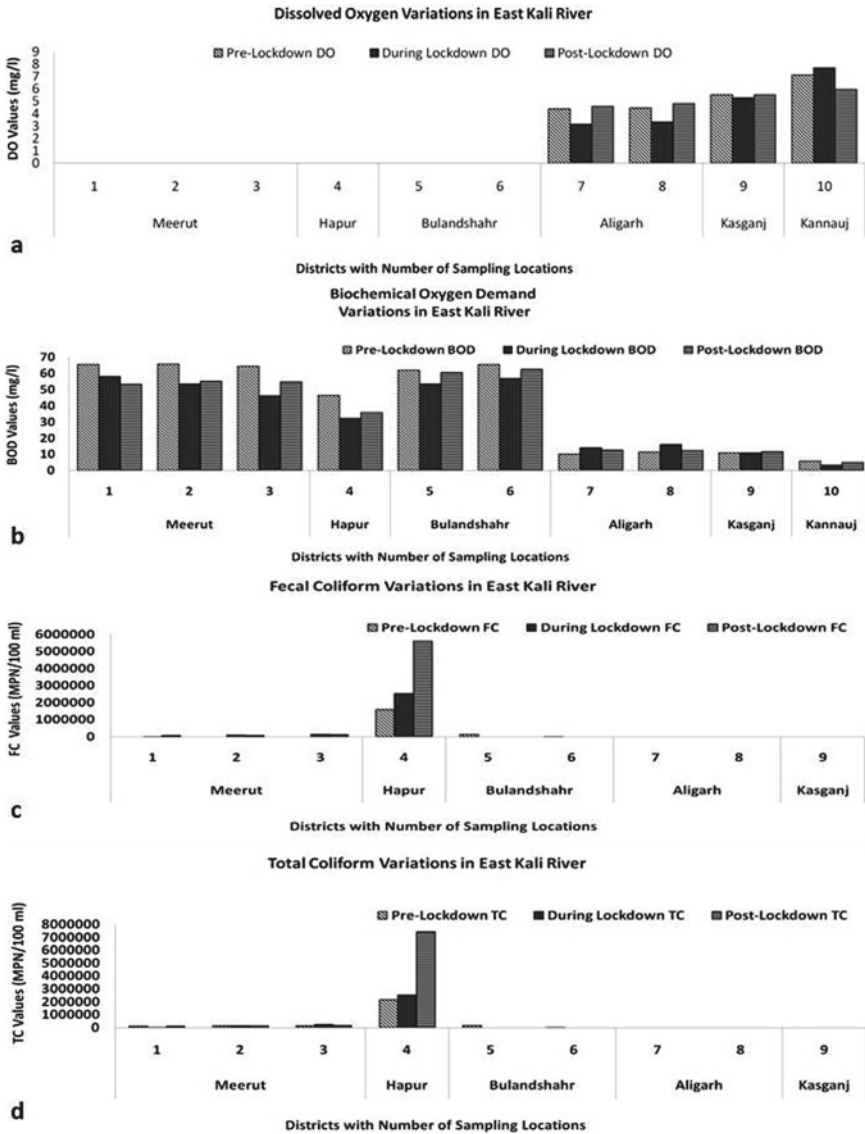 Dissolved Oxygen Variations in East Kali River
Pre-Lockdown DO During Lockdown DO Post-Lockdown DO
DO Values (mg/l)
9
8
7
6
5
4
3
2
1
0
1 2 3 4 5 6 7 8 9 10
Meerut Hapur Bulandshahr Aligarh Kasganj Kannauj
a
Districts with Number of Sampling Locations
Biochemical Oxygen Demand
Variations in East Kali River
Pre-Lockdown BOD During Lockdown BOD Post-Lockdown BOD
BOD Values (mg/l)
70
60
50
40
30
20
10
0
1 2 3 4 5 6 7 8 9 10
Meerut Hapur Bulandshahr Aligarh Kasganj Kannauj
b
Districts with Number of Sampling Locations
Fecal Coliform Variations in East Kali River
Pre-Lockdown FC During Lockdown FC Post-Lockdown FC
FC Values (MPN/100 ml)
6000000
5000000
4000000
3000000
2000000
1000000
0
1 2 3 4 5 6 7 8 9
Meerut Hapur Bulandshahr Aligarh Kasganj
c
Districts with Number of Sampling Locations
Total Coliform Variations in East Kali River
Pre-Lockdown TC During Lockdown TC Post-Lockdown TC
TC Values (MPN/100 ml)
8000000
7000000
6000000
5000000
4000000
3000000
2000000
1000000
0
1 2 3 4 5 6 7 8 9
Meerut Hapur Bulandshahr Aligarh Kasganj
d
Districts with Number of Sampling Locations